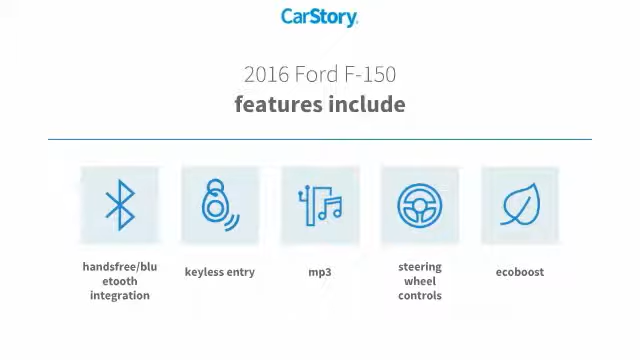 CarStory
2016 Ford F-150
features include
handsfree/blu
etooth
integration
keyless entry
mp3
steering
wheel
controls
ecoboost